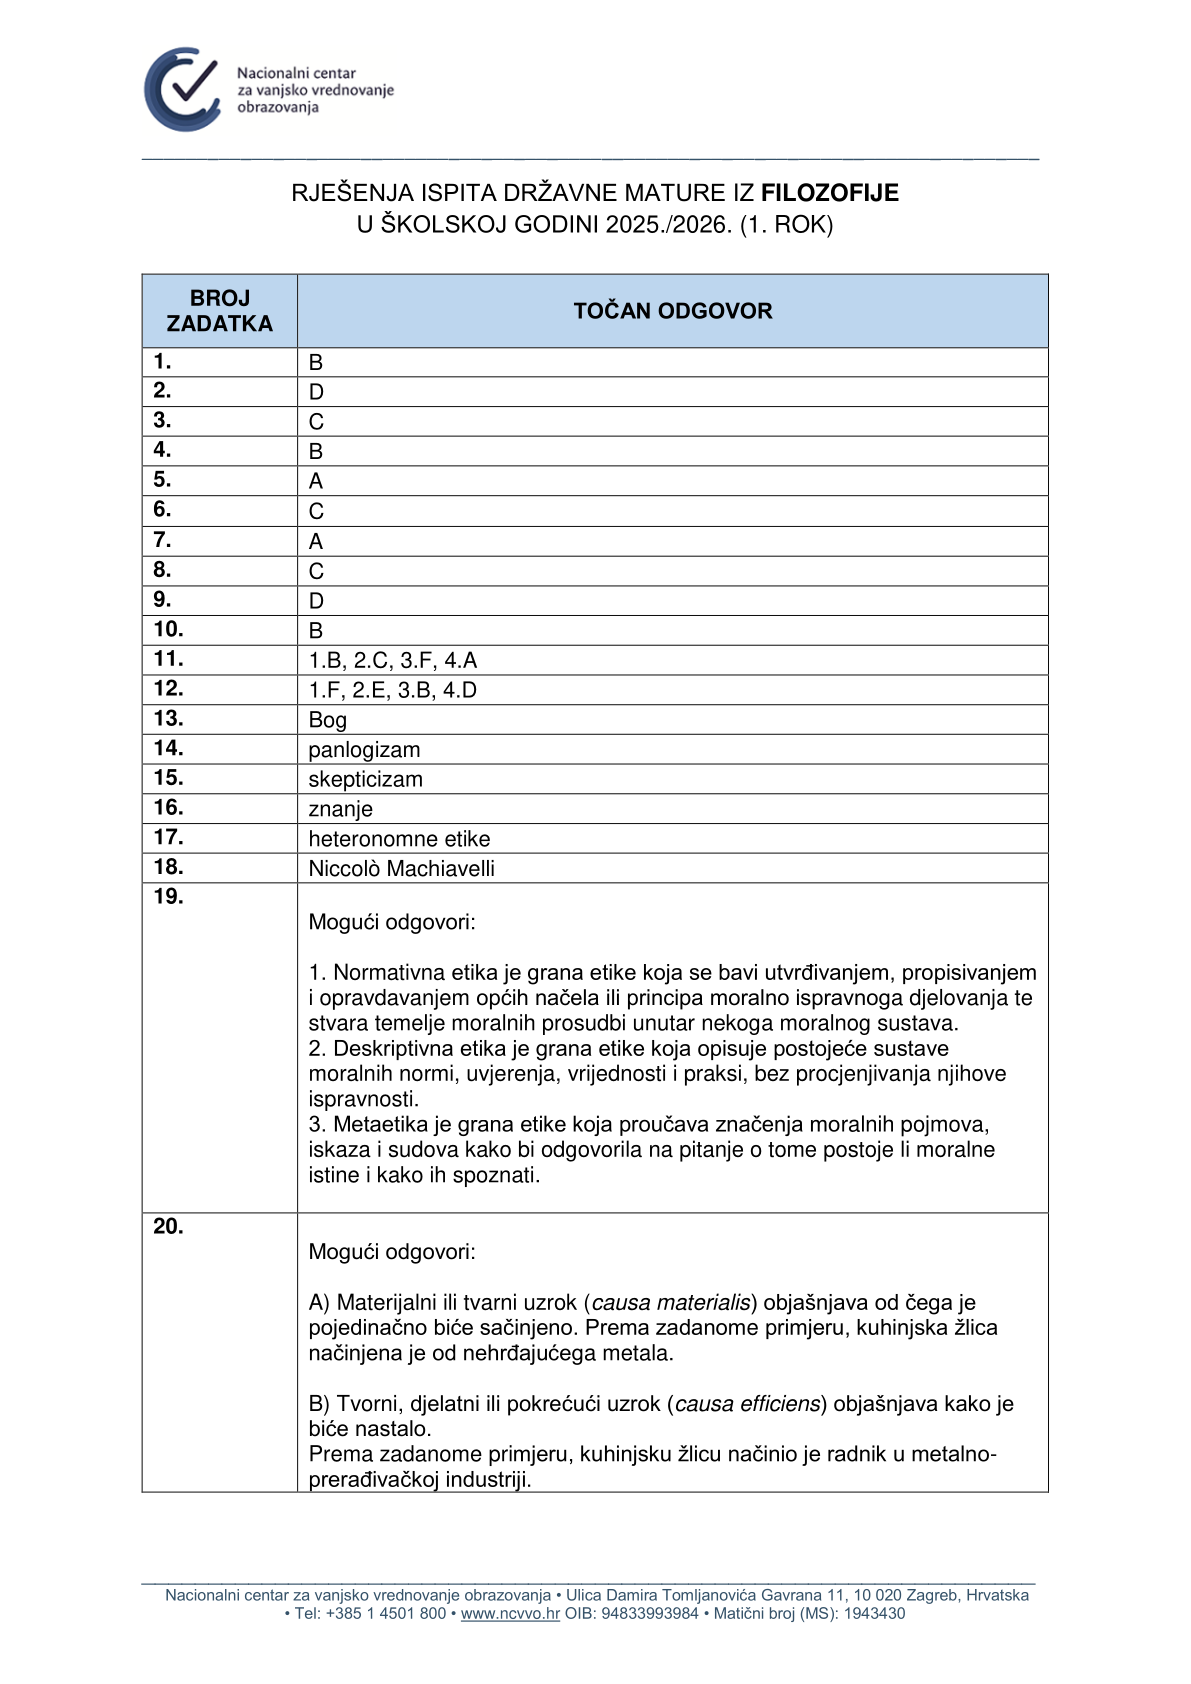 Nacionalni centar
za vanjsko vrednovanje
obrazovanja
RJEŠENJA ISPITA DRŽAVNE MATURE IZ FILOZOFIJE
U ŠKOLSKOJ GODINI 2025./2026. (1. ROK)
BROJ
ZADATKA
TOČAN ODGOVOR
1. B
2. D
3. C
4. B
5. A
6. C
7. A
8. C
9. D
10. B
11. 1.B, 2.C, 3.F, 4.A
12. 1.F, 2.E, 3.B, 4.D
13. Bog
14. panlogizam
15. skepticizam
16. znanje
17. heteronomne etike
18. Niccolò Machiavelli
19.
Mogući odgovori:
1. Normativna etika je grana etike koja se bavi utvrđivanjem, propisivanjem
i opravdavanjem općih načela ili principa moralno ispravnoga djelovanja te
stvara temelje moralnih prosudbi unutar nekoga moralnog sustava.
2. Deskriptivna etika je grana etike koja opisuje postojeće sustave
moralnih normi, uvjerenja, vrijednosti i praksi, bez procjenjivanja njihove
ispravnosti.
3. Metaetika je grana etike koja proučava značenja moralnih pojmova,
iskaza i sudova kako bi odgovorila na pitanje o tome postoje li moralne
istine i kako ih spoznati.
20.
Mogući odgovori:
A) Materijalni ili tvarni uzrok (causa materialis) objašnjava od čega je
pojedinačno biće sačinjeno. Prema zadanome primjeru, kuhinjska žlica
načinjena je od nehrđajućega metala.
B) Tvorni, djelatni ili pokrećući uzrok (causa efficiens) objašnjava kako je
biće nastalo.
Prema zadanome primjeru, kuhinjsku žlicu načinio je radnik u metalno-
prerađivačkoj industriji.
Nacionalni centar za vanjsko vrednovanje obrazovanja • Ulica Damira Tomljanovića Gavrana 11, 10 020 Zagreb, Hrvatska
• Tel: +385 1 4501 800 • www.ncvvo.hr OIB: 94833993984 • Matični broj (MS): 1943430